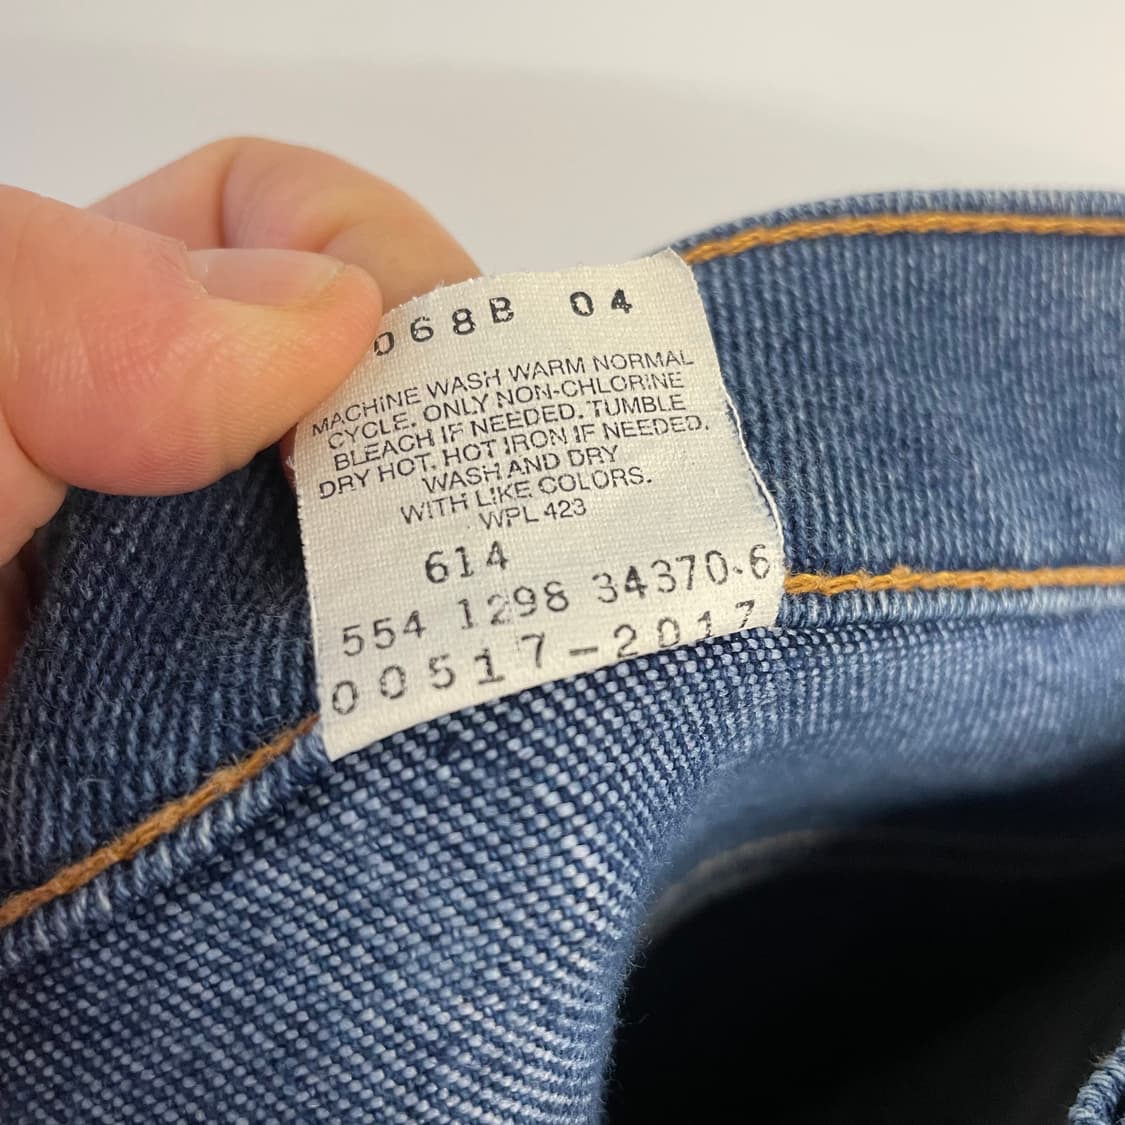 068B 04
MACHINE WASH WARM NORMAL
CYCLE. ONLY NON-CHLORINE
BLEACH IF NEEDED. TUMBLE
DRY HOT. HOT IRON IF NEEDED.
WASH AND DRY
WITH LIKE COLORS.
WPL 423
614
554 1298 34370-6
00517-2017